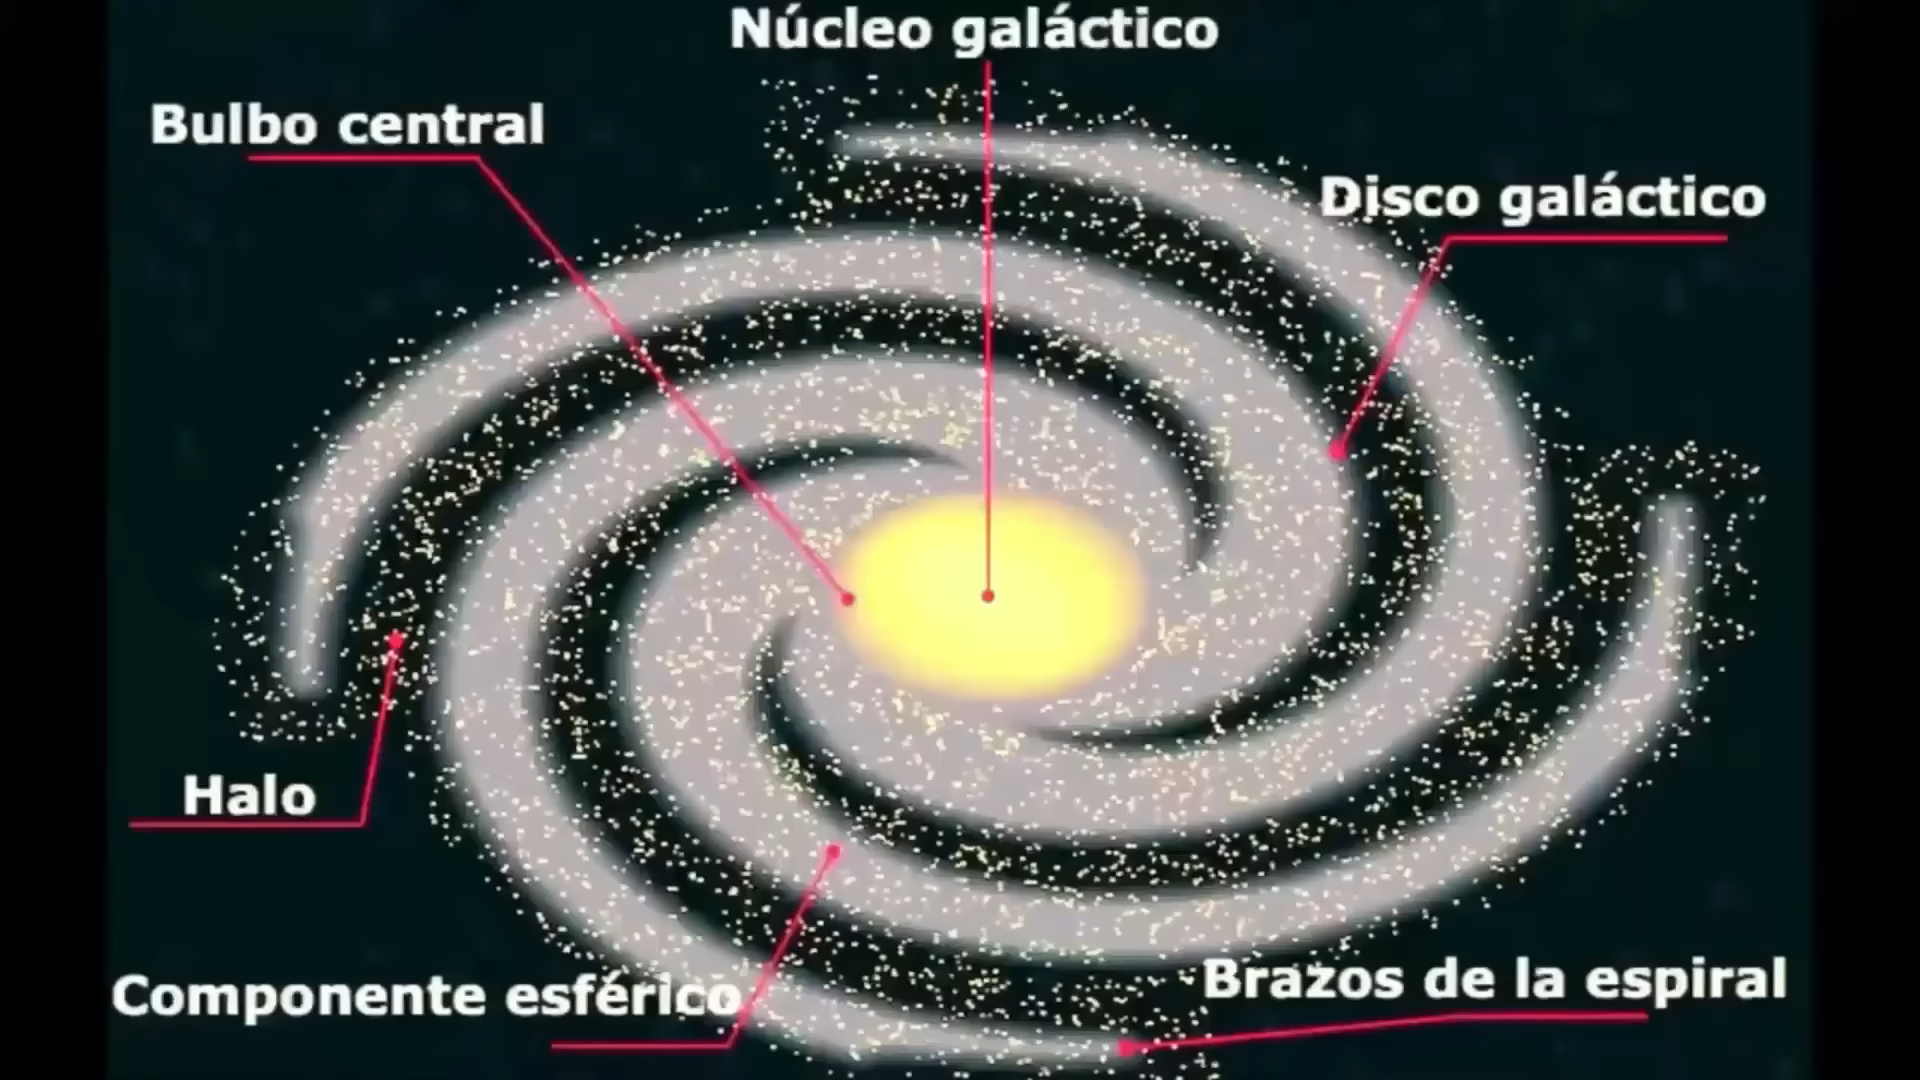 Núcleo galáctico
Bulbo central
Disco galáctico
Halo
Componente esférico
Brazos de la espiral